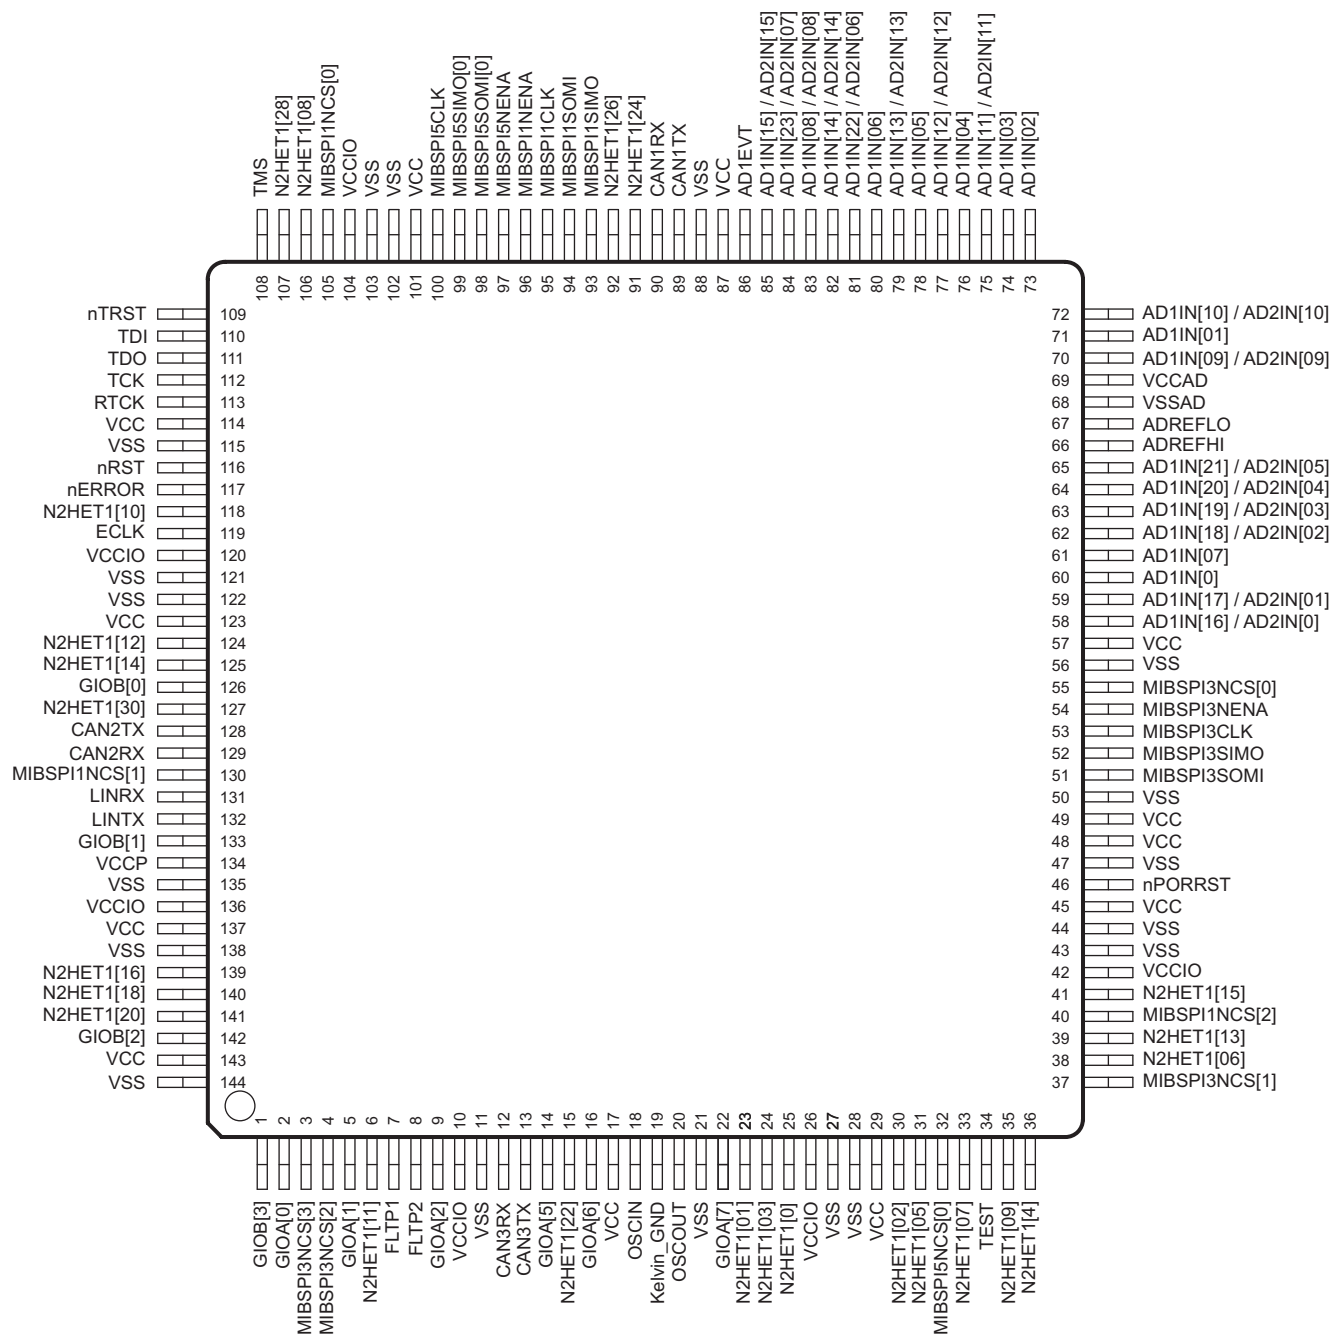 TMS
N2HET1[28]
N2HET1[08]
MIBSPI1NCS[0]
VCCIO
VSS
VSS
VCC
MIBSPI5CLK
MIBSPI5SIMO[0]
MIBSPI5SOMI[0]
MIBSPI5NENA
MIBSPI1NENA
MIBSPI1CLK
MIBSPI1SOMI
MIBSPI1SIMO
N2HET1[26]
N2HET1[24]
CAN1RX
CAN1TX
VSS
VCC
AD1EVT
AD1IN[15] / AD2IN[15]
AD1IN[23] / AD2IN[07]
AD1IN[08] / AD2IN[08]
AD1IN[14] / AD2IN[14]
AD1IN[22] / AD2IN[06]
AD1IN[06]
AD1IN[13] / AD2IN[13]
AD1IN[05]
AD1IN[12] / AD2IN[12]
AD1IN[04]
AD1IN[11] / AD2IN[11]
AD1IN[03]
AD1IN[02]
108
107
106
105
104
103
102
101
100
99
98
97
96
95
94
93
92
91
90
89
88
87
86
85
84
83
82
81
80
79
78
77
76
75
74
73
nTRST 109
TDI 110
TDO 111
TCK 112
RTCK 113
VCC 114
VSS 115
nRST 116
nERROR 117
N2HET1[10] 118
ECLK 119
VCCIO 120
VSS 121
VSS 122
VCC 123
N2HET1[12] 124
N2HET1[14] 125
GIOB[0] 126
N2HET1[30] 127
CAN2TX 128
CAN2RX 129
MIBSPI1NCS[1] 130
LINRX 131
LINTX 132
GIOB[1] 133
VCCP 134
VSS 135
VCCIO 136
VCC 137
VSS 138
N2HET1[16] 139
N2HET1[18] 140
N2HET1[20] 141
GIOB[2] 142
VCC 143
VSS 144
72 AD1IN[10] / AD2IN[10]
71 AD1IN[01]
70 AD1IN[09] / AD2IN[09]
69 VCCAD
68 VSSAD
67 ADREFLO
66 ADREFHI
65 AD1IN[21] / AD2IN[05]
64 AD1IN[20] / AD2IN[04]
63 AD1IN[19] / AD2IN[03]
62 AD1IN[18] / AD2IN[02]
61 AD1IN[07]
60 AD1IN[0]
59 AD1IN[17] / AD2IN[01]
58 AD1IN[16] / AD2IN[0]
57 VCC
56 VSS
55 MIBSPI3NCS[0]
54 MIBSPI3NENA
53 MIBSPI3CLK
52 MIBSPI3SIMO
51 MIBSPI3SOMI
50 VSS
49 VCC
48 VCC
47 VSS
46 nPORRST
45 VCC
44 VSS
43 VSS
42 VCCIO
41 N2HET1[15]
40 MIBSPI1NCS[2]
39 N2HET1[13]
38 N2HET1[06]
37 MIBSPI3NCS[1]
1
2
3
4
5
6
7
8
9
10
11
12
13
14
15
16
17
18
19
20
21
22
23
24
25
26
27
28
29
30
31
32
33
34
35
36
GIOB[3]
GIOA[0]
MIBSPI3NCS[3]
MIBSPI3NCS[2]
GIOA[1]
N2HET1[11]
FLTP1
FLTP2
GIOA[2]
VCCIO
VSS
CAN3RX
CAN3TX
GIOA[5]
N2HET1[22]
GIOA[6]
VCC
OSCIN
Kelvin_GND
OSCOUT
VSS
GIOA[7]
N2HET1[01]
N2HET1[03]
N2HET1[0]
VCCIO
VSS
VSS
VCC
N2HET1[02]
N2HET1[05]
MIBSPI5NCS[0]
N2HET1[07]
TEST
N2HET1[09]
N2HET1[4]